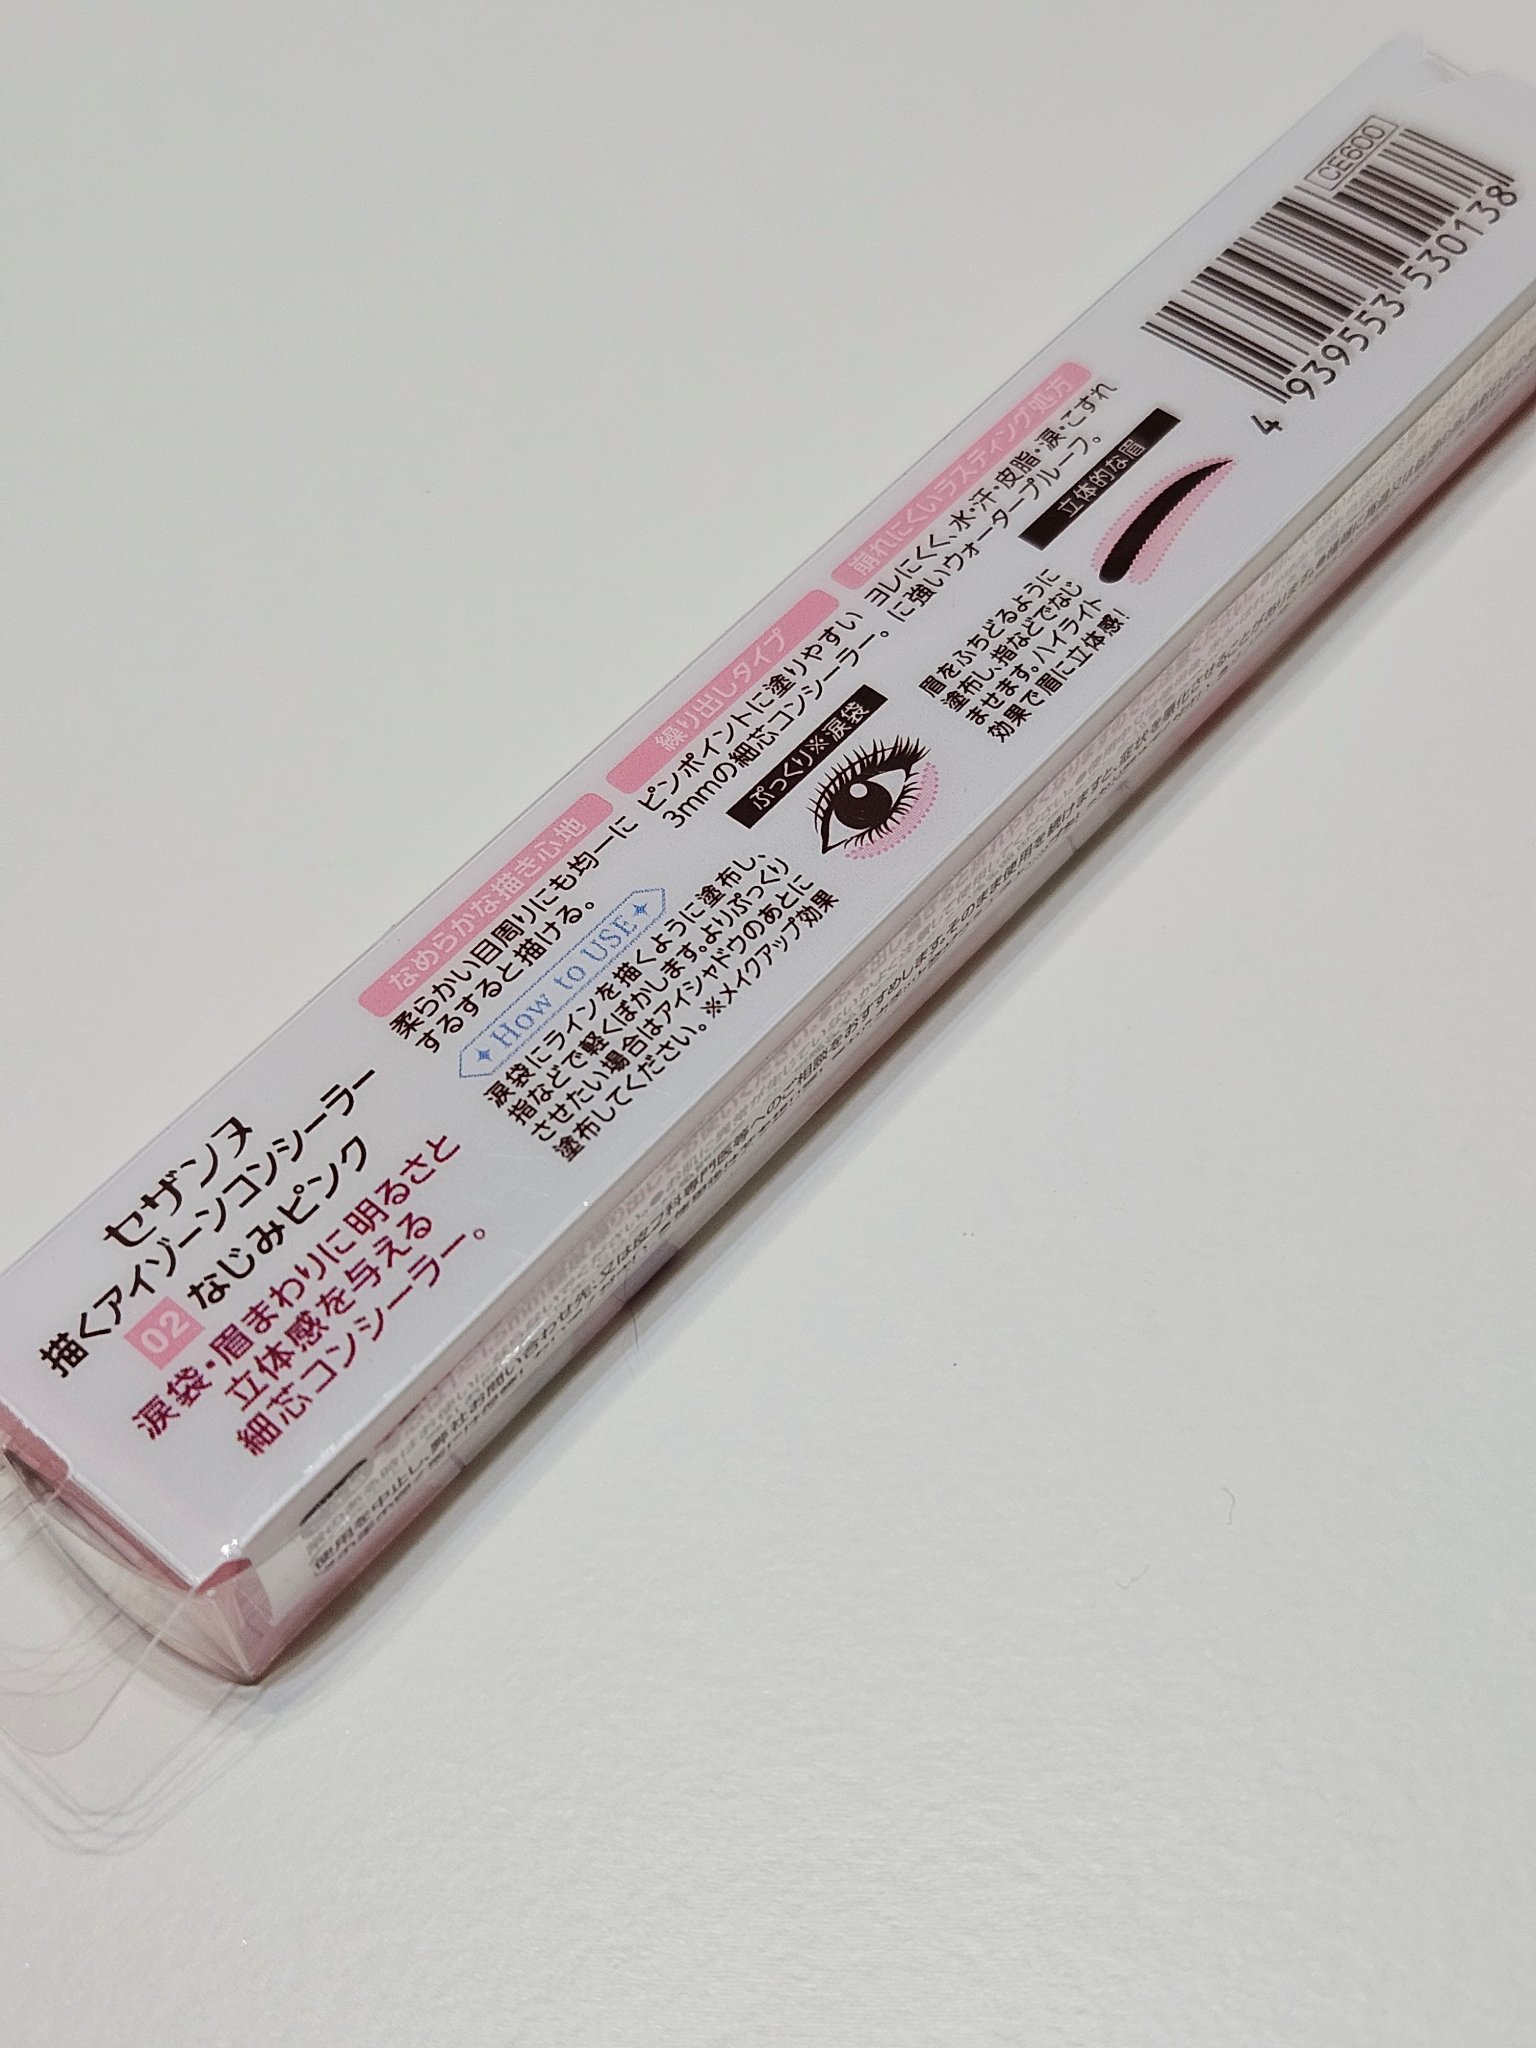 セザンヌ
描くアイゾーンコンシーラー
02 なじみピンク
涙袋・眉まわりに明るさと
立体感を与える
細芯コンシーラー。
なめらかな描き心地
柔らかい目周りにも均一に
するすると描ける。
繰り出しタイプ
ピンポイントに塗りやすい
3mmの細芯コンシーラー。
崩れにくいラスティング処方
ヨレにくく、水・汗・皮脂・涙・こすれ
に強いウォータープルーフ。
How to USE
ぷっくり※涙袋
涙袋にラインを描くように塗布し、
指などで軽くぼかします。よりぷっくり
させたい場合はアイシャドウのあとに
塗布してください。※メイクアップ効果
立体的な眉
眉をふちどるように
塗布し、指などでなじ
ませます。ハイライト
効果で眉に立体感!
CE600
4 939553 530138